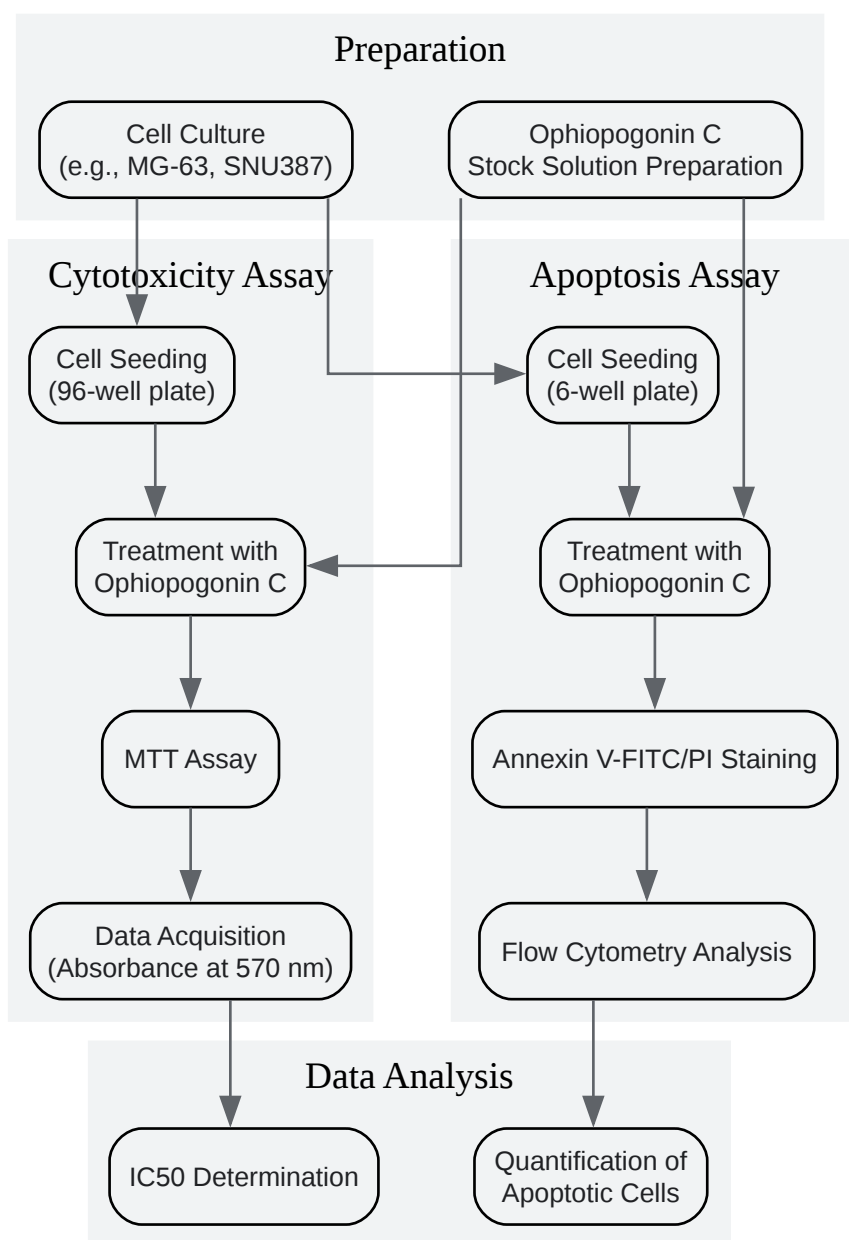 Preparation
Cell Culture
(e.g., MG-63, SNU387)
Ophiopogonin C
Stock Solution Preparation
Cytotoxicity Assay
Cell Seeding
(96-well plate)
Treatment with
Ophiopogonin C
MTT Assay
Data Acquisition
(Absorbance at 570 nm)
Apoptosis Assay
Cell Seeding
(6-well plate)
Treatment with
Ophiopogonin C
Annexin V-FITC/PI Staining
Flow Cytometry Analysis
Data Analysis
IC50 Determination
Quantification of
Apoptotic Cells